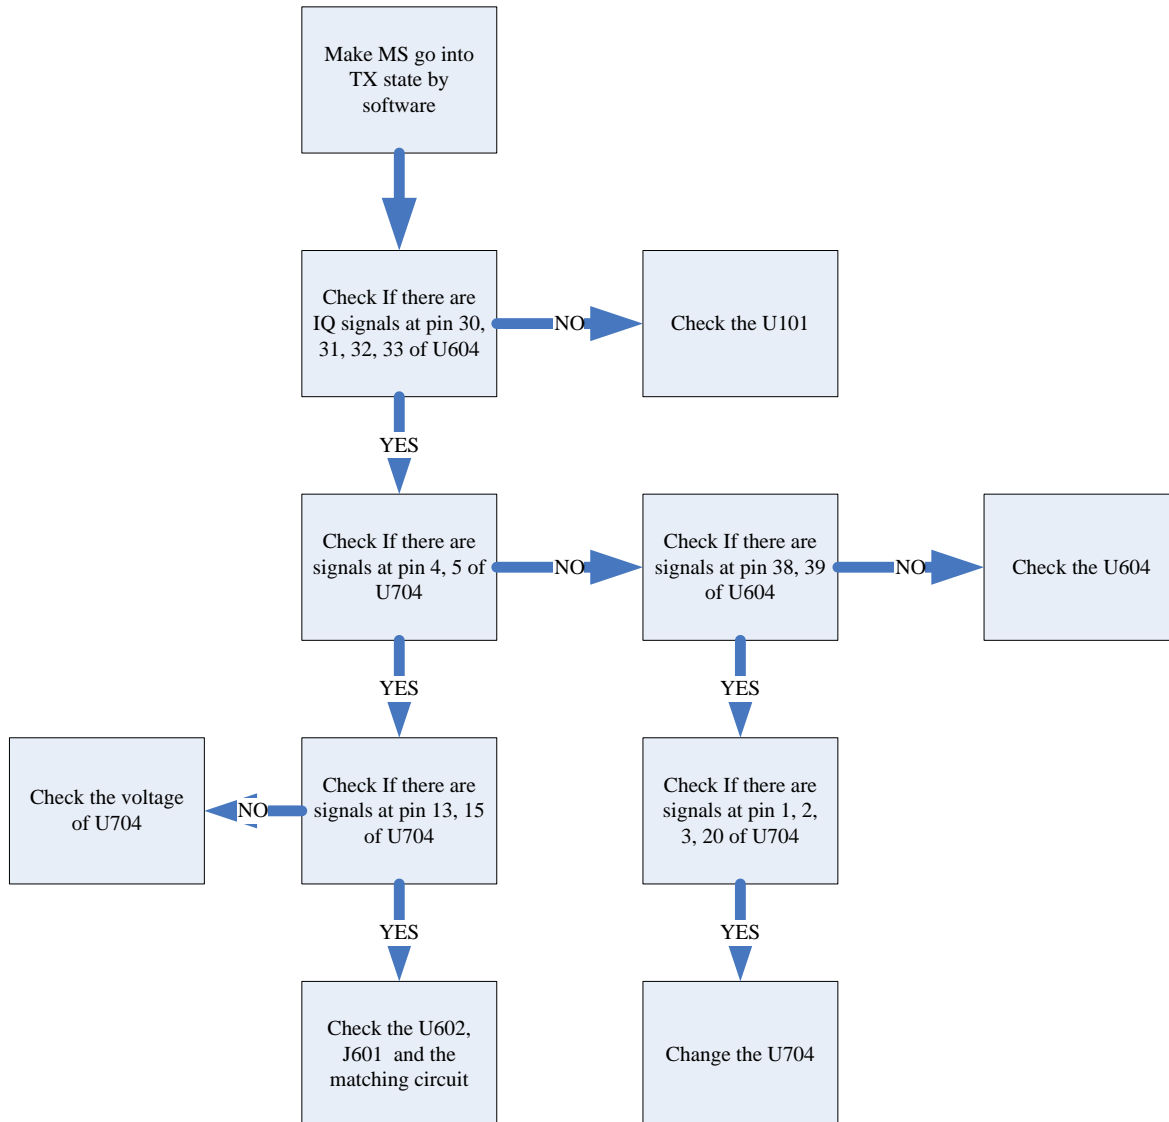 Make MS go into
TX state by
software
Check If there are
IQ signals at pin 30,
31, 32, 33 of U604
NO
Check the U101
YES
Check If there are
signals at pin 4, 5 of
U704
NO
Check If there are
signals at pin 38, 39
of U604
NO
Check the U604
YES
YES
Check the voltage
of U704
NO
Check If there are
signals at pin 13, 15
of U704
Check If there are
signals at pin 1, 2,
3, 20 of U704
YES
YES
Check the U602,
J601 and the
matching circuit
Change the U704